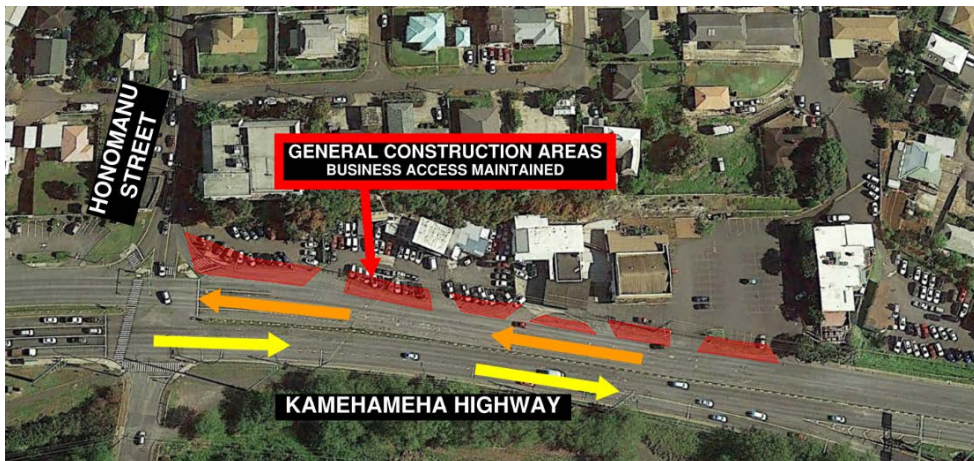 HONOMANU
STREET
GENERAL CONSTRUCTION AREAS
BUSINESS ACCESS MAINTAINED
KAMEHAMEHA HIGHWAY